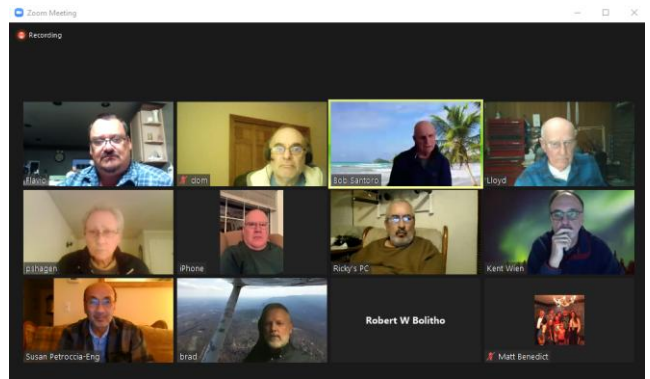 Zoom Meeting
Recording
Flavio
dom
Bob Santoro
Lloyd
pshagen
iPhone
Ricky's PC
Kent Wien
Susan Petroccia-Eng
brad
Robert W Bolitho
Matt Benedict